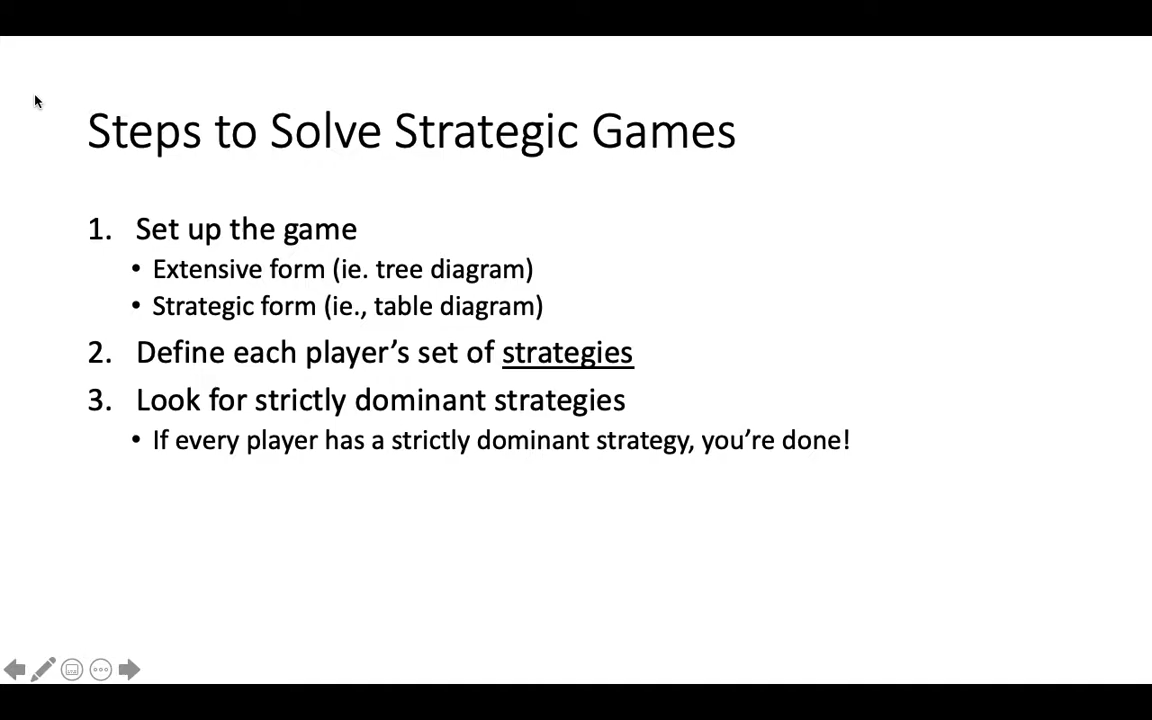 Steps to Solve Strategic Games
1. Set up the game
• Extensive form (ie. tree diagram)
• Strategic form (ie., table diagram)
2. Define each player’s set of strategies
3. Look for strictly dominant strategies
• If every player has a strictly dominant strategy, you’re done!